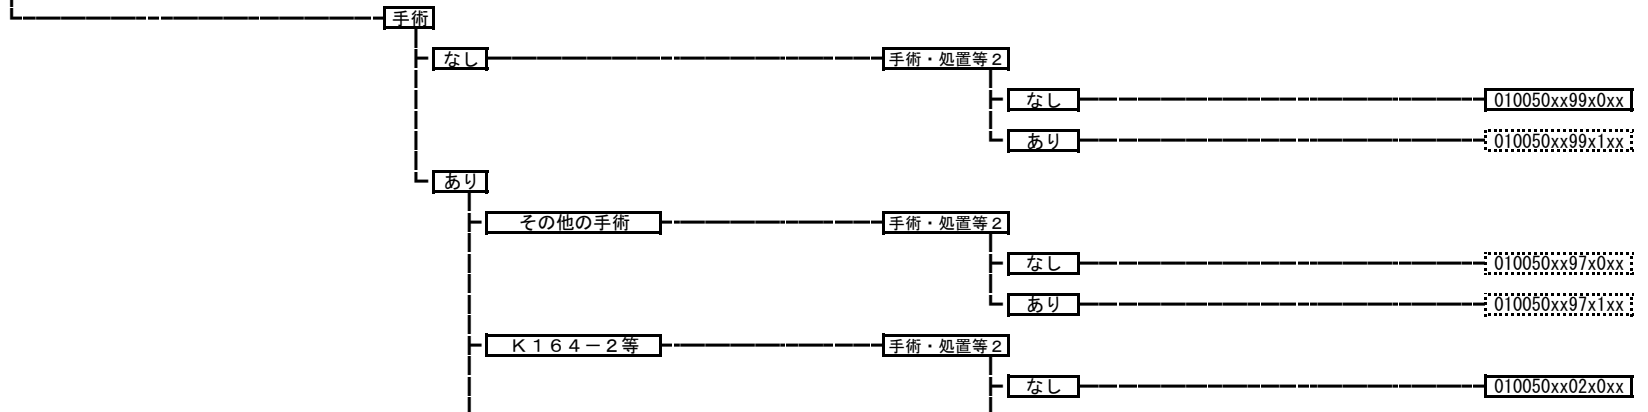 手術
なし 手術・処置等２
なし 010050xx99x0xx
あり 010050xx99x1xx
あり
その他の手術 手術・処置等２
なし 010050xx97x0xx
あり 010050xx97x1xx
Ｋ１６４－２等 手術・処置等２
なし 010050xx02x0xx